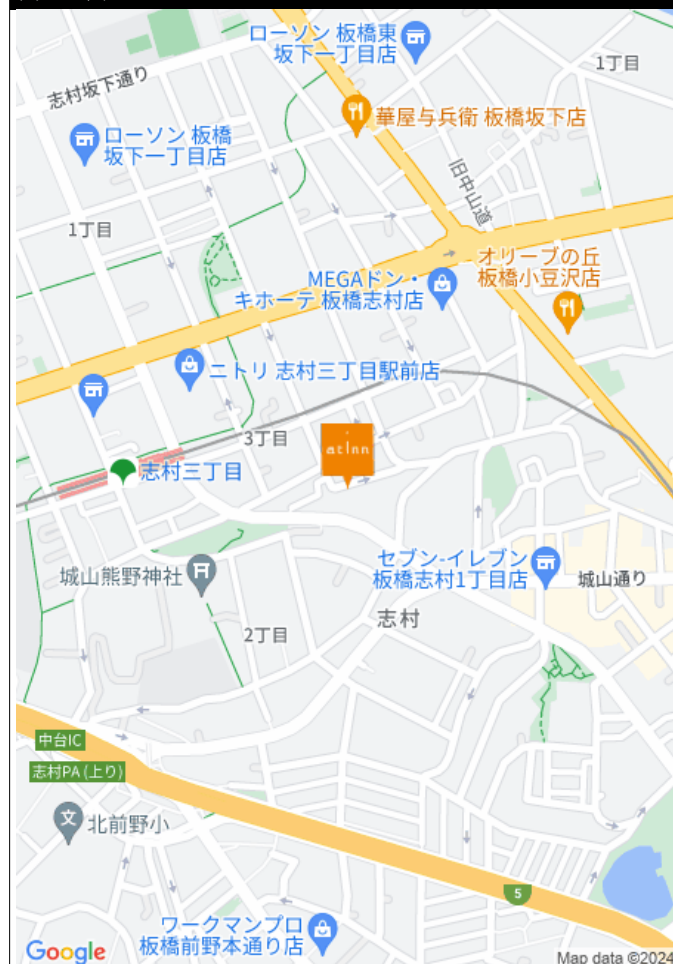 ローソン 板橋東
坂下一丁目店
1丁目
志村坂下通り
華屋与兵衛 板橋坂下店
ローソン 板橋
坂下一丁目店
旧中山道
1丁目
オリーブの丘
板橋小豆沢店
MEGAドン・
キホーテ 板橋志村店
ニトリ 志村三丁目駅前店
3丁目
at Inn
志村三丁目
セブン-イレブン
板橋志村1丁目店
城山通り
城山熊野神社
志村
2丁目
中台IC
志村PA (上り)
文
北前野小
5
ワークマンプロ
板橋前野本通り店
Google
Map data ©2024